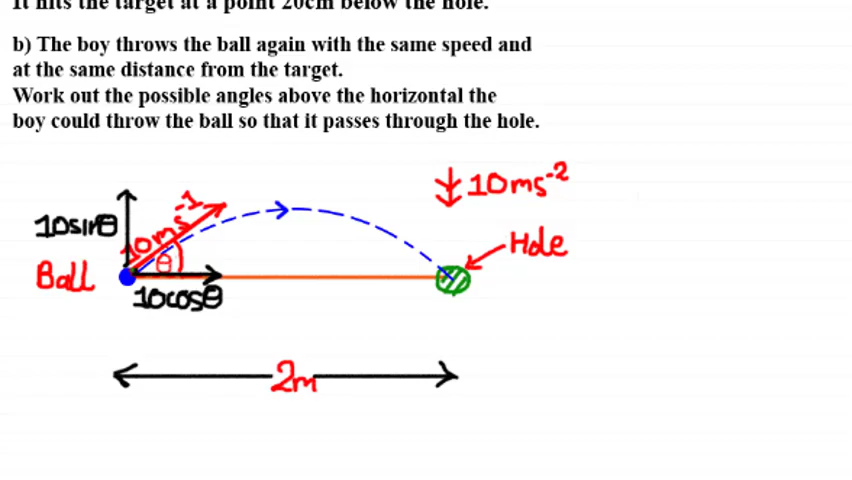 It hits the target at a point 20cm below the hole.
b) The boy throws the ball again with the same speed and
at the same distance from the target.
Work out the possible angles above the horizontal the
boy could throw the ball so that it passes through the hole.
10ms⁻²
10sinθ
10ms⁻¹
Hole
θ
Ball
10cosθ
2m